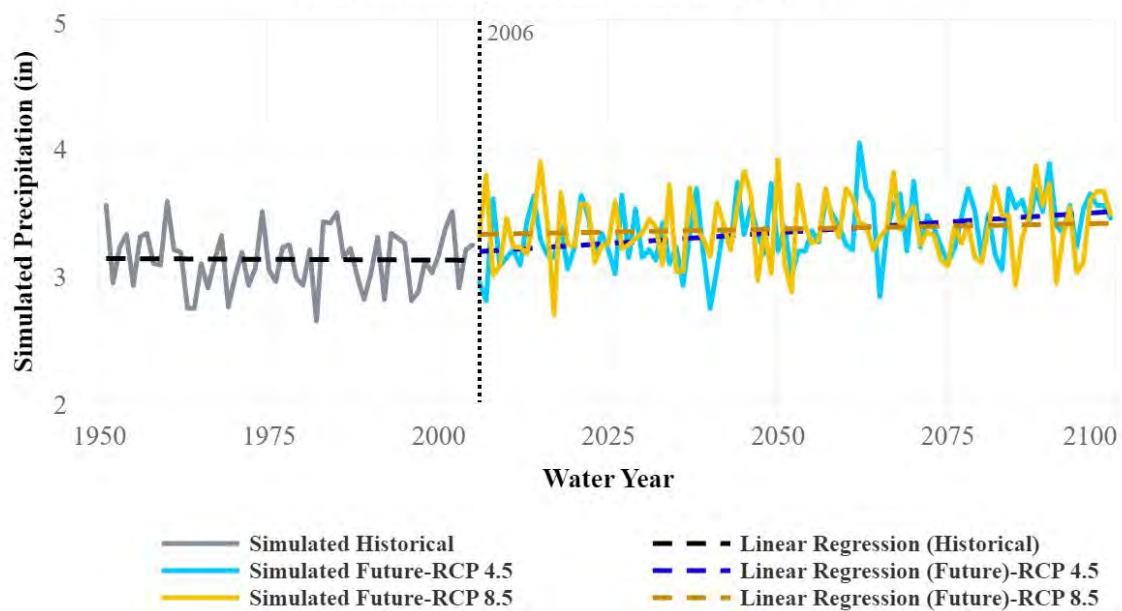 5
2006
4
3
2
Simulated Precipitation (in)
1950 1975 2000 2025 2050 2075 2100
Water Year
Simulated Historical
Linear Regression (Historical)
Simulated Future-RCP 4.5
Linear Regression (Future)-RCP 4.5
Simulated Future-RCP 8.5
Linear Regression (Future)-RCP 8.5